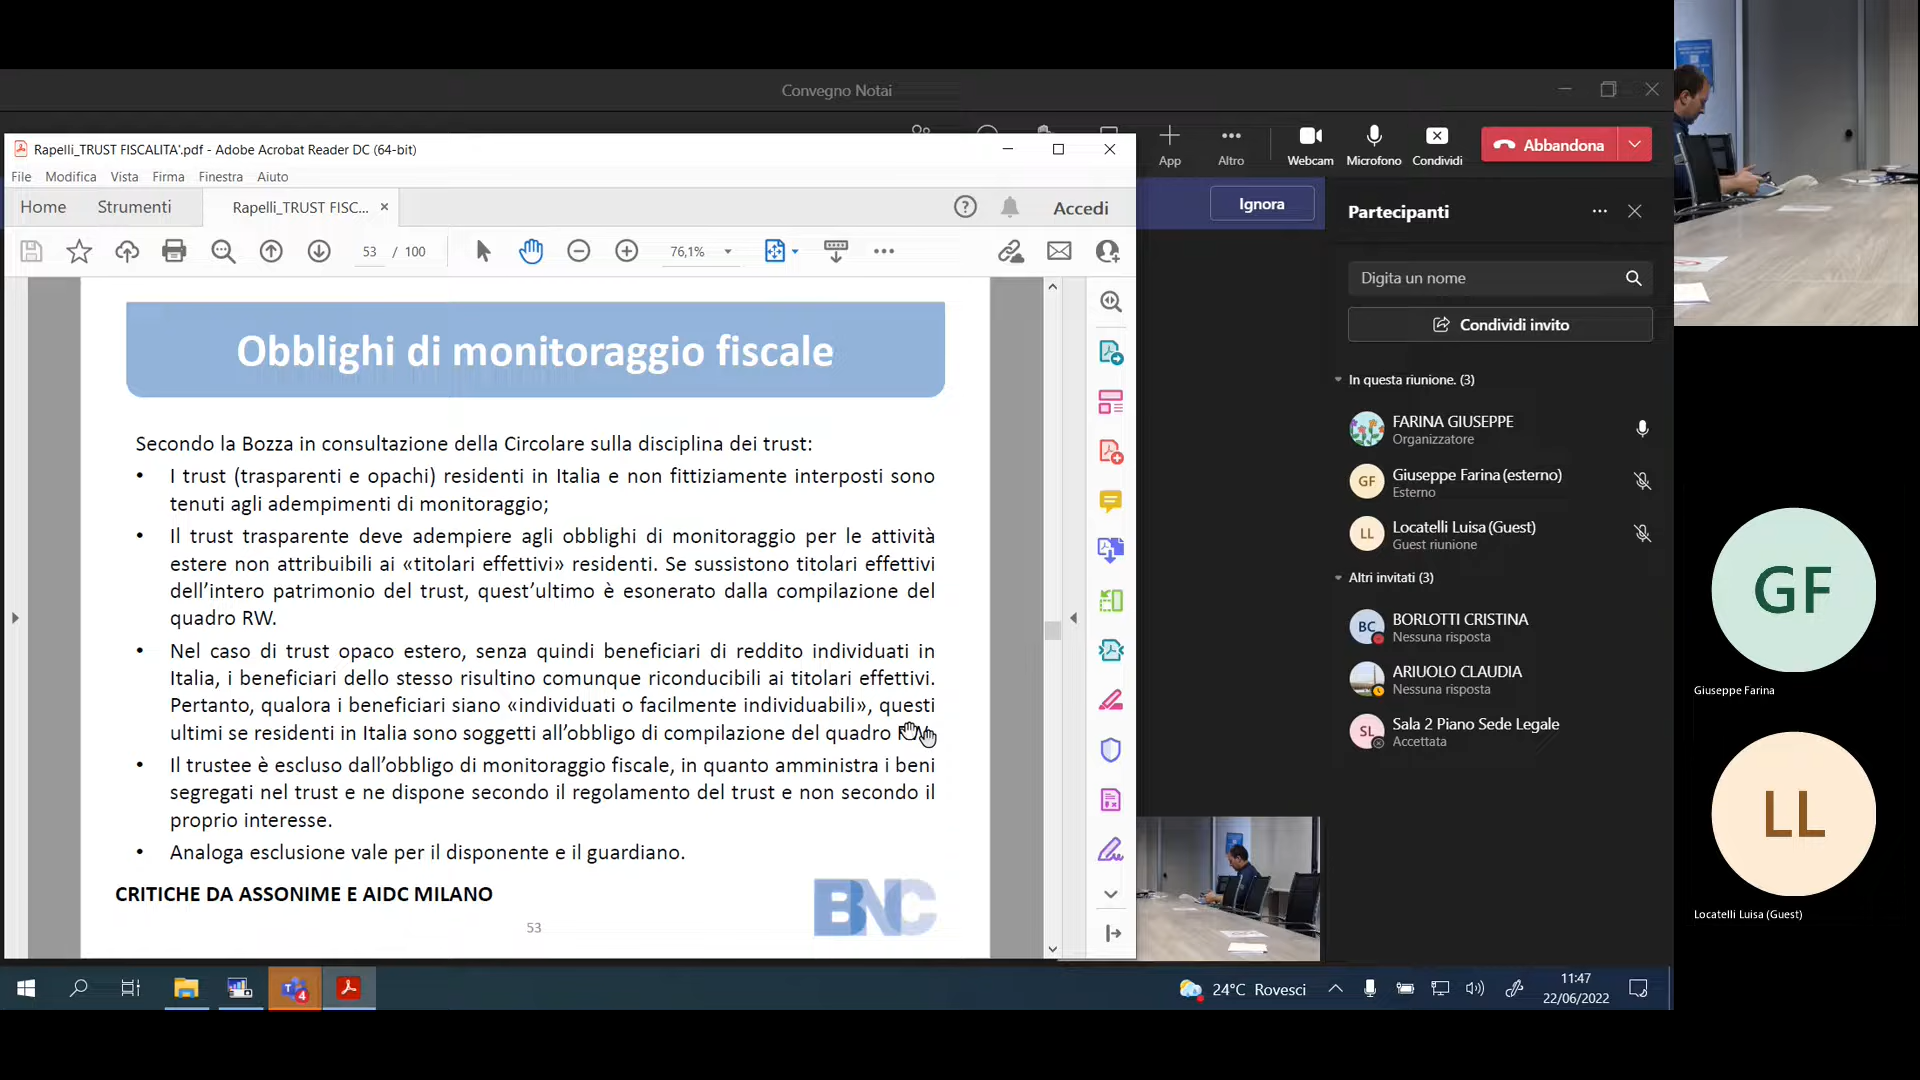 Convegno Notai
Rapelli_TRUST FISCALITA'.pdf - Adobe Acrobat Reader DC (64-bit)
File Modifica Vista Firma Finestra Aiuto
Home Strumenti Rapelli_TRUST FISC... Accedi
53 / 100 76,1%
App Altro Webcam Microfono Condividi Abbandona
Ignora
Obblighi di monitoraggio fiscale
Secondo la Bozza in consultazione della Circolare sulla disciplina dei trust:
• I trust (trasparenti e opachi) residenti in Italia e non fittiziamente interposti sono
tenuti agli adempimenti di monitoraggio;
• Il trust trasparente deve adempiere agli obblighi di monitoraggio per le attività
estere non attribuibili ai «titolari effettivi» residenti. Se sussistono titolari effettivi
dell’intero patrimonio del trust, quest’ultimo è esonerato dalla compilazione del
quadro RW.
• Nel caso di trust opaco estero, senza quindi beneficiari di reddito individuati in
Italia, i beneficiari dello stesso risultino comunque riconducibili ai titolari effettivi.
Pertanto, qualora i beneficiari siano «individuati o facilmente individuabili», questi
ultimi se residenti in Italia sono soggetti all’obbligo di compilazione del quadro
• Il trustee è escluso dall’obbligo di monitoraggio fiscale, in quanto amministra i beni
segregati nel trust e ne dispone secondo il regolamento del trust e non secondo il
proprio interesse.
• Analoga esclusione vale per il disponente e il guardiano.
CRITICHE DA ASSONIME E AIDC MILANO
BNC
53
Partecipanti
Digita un nome
Condividi invito
In questa riunione. (3)
FARINA GIUSEPPE
Organizzatore
GF
Giuseppe Farina (esterno)
Esterno
LL
Locatelli Luisa (Guest)
Guest riunione
Altri invitati (3)
BC
BORLOTTI CRISTINA
Nessuna risposta
ARIUOLO CLAUDIA
Nessuna risposta
SL
Sala 2 Piano Sede Legale
Accettata
GF
Giuseppe Farina
LL
Locatelli Luisa (Guest)
4
24°C Rovesci
11:47
22/06/2022